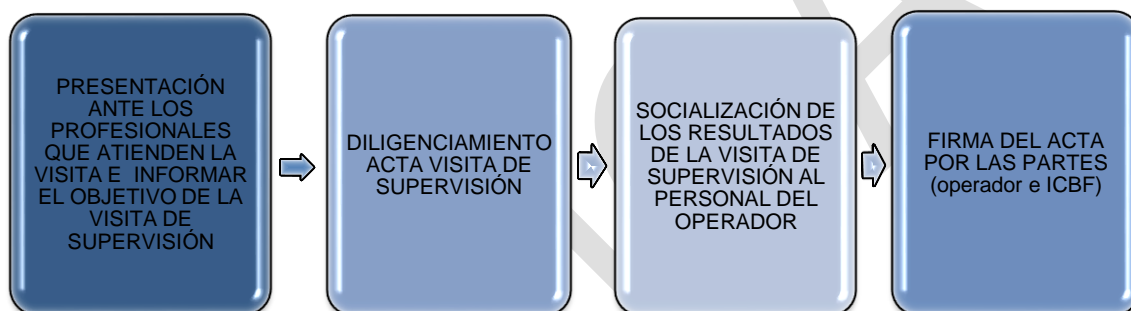 PRESENTACIÓN
ANTE LOS
PROFESIONALES
QUE ATIENDEN LA
VISITA E INFORMAR
EL OBJETIVO DE LA
VISITA DE
SUPERVISIÓN
DILIGENCIAMIENTO
ACTA VISITA DE
SUPERVISIÓN
SOCIALIZACIÓN DE
LOS RESULTADOS
DE LA VISITA DE
SUPERVISIÓN AL
PERSONAL DEL
OPERADOR
FIRMA DEL ACTA
POR LAS PARTES
(operador e ICBF)